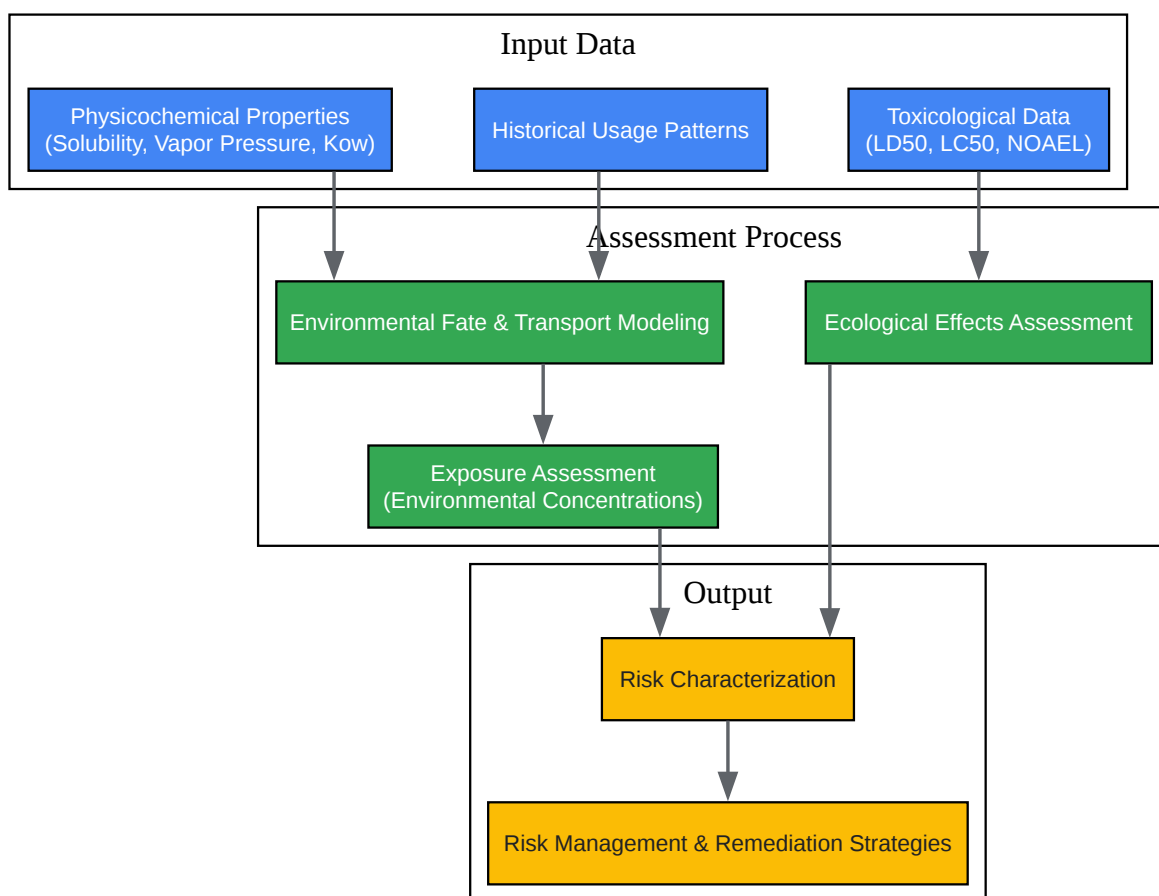 Input Data
Physicochemical Properties
(Solubility, Vapor Pressure, Kow)
Historical Usage Patterns
Toxicological Data
(LD50, LC50, NOAEL)
Assessment Process
Environmental Fate & Transport Modeling
Ecological Effects Assessment
Exposure Assessment
(Environmental Concentrations)
Output
Risk Characterization
Risk Management & Remediation Strategies